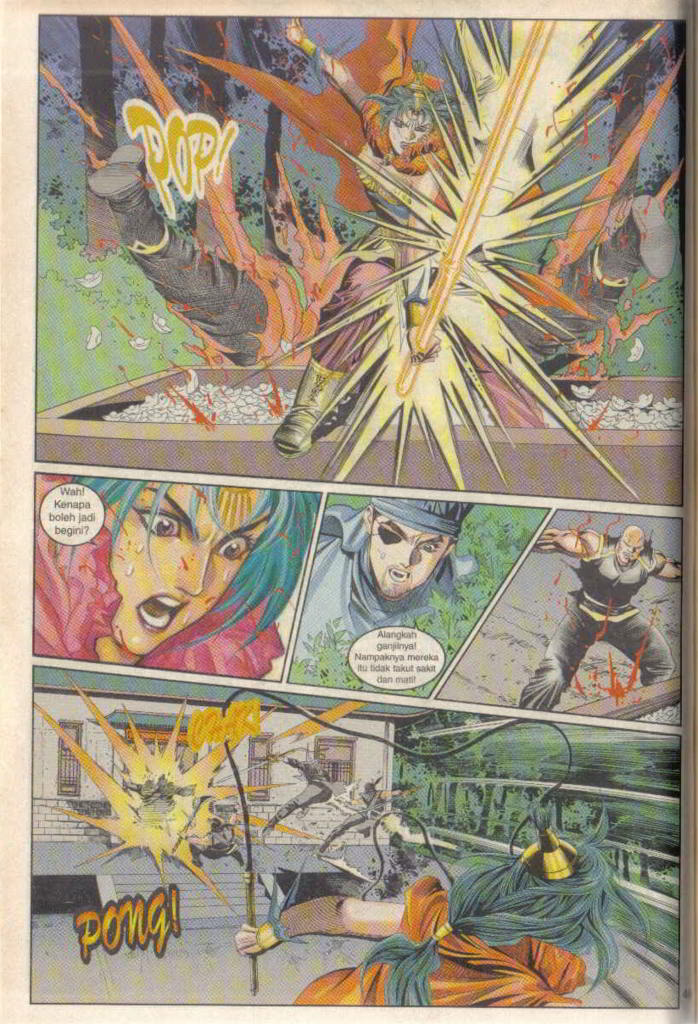 POP!
Wah!
Kenapa
boleh jadi
begini?
Alangkah
ganjilnya!
Nampaknya mereka
itu tidak takut sakit
dan mati!
PONG!